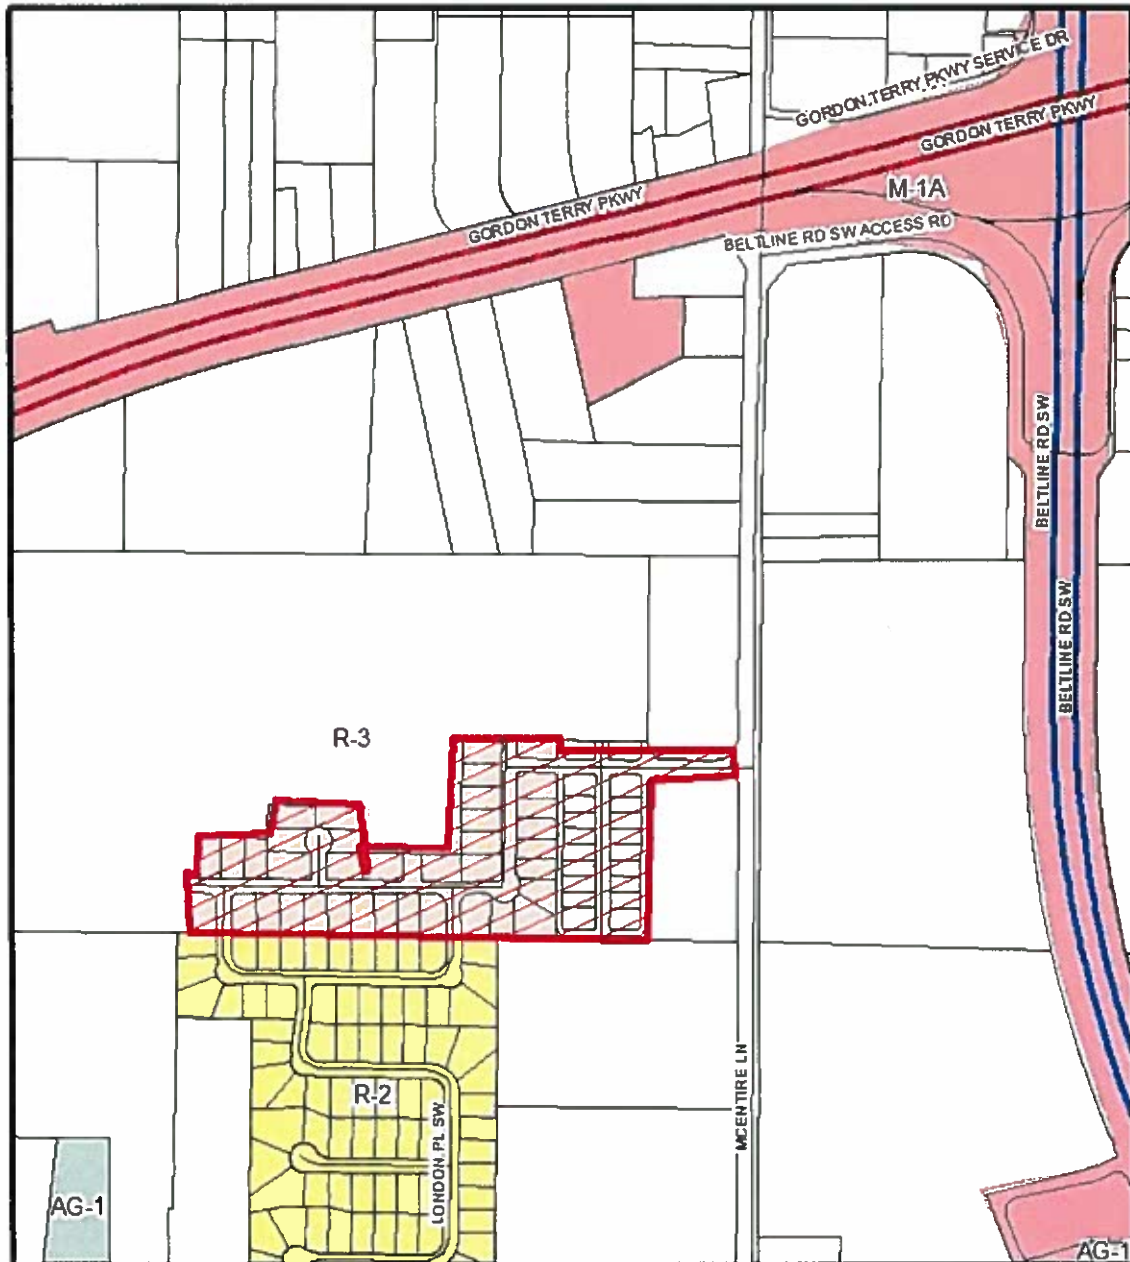 GORDON TERRY PKWY SERVICE DR
GORDON TERRY PKWY
M-1A
GORDON TERRY PKWY
BELTLINE RD SW ACCESS RD
BELTLINE RD SW
BELTLINE RD SW
R-3
MCENTIRE LN
R-2
LONDON PL SW
AG-1
AG-1